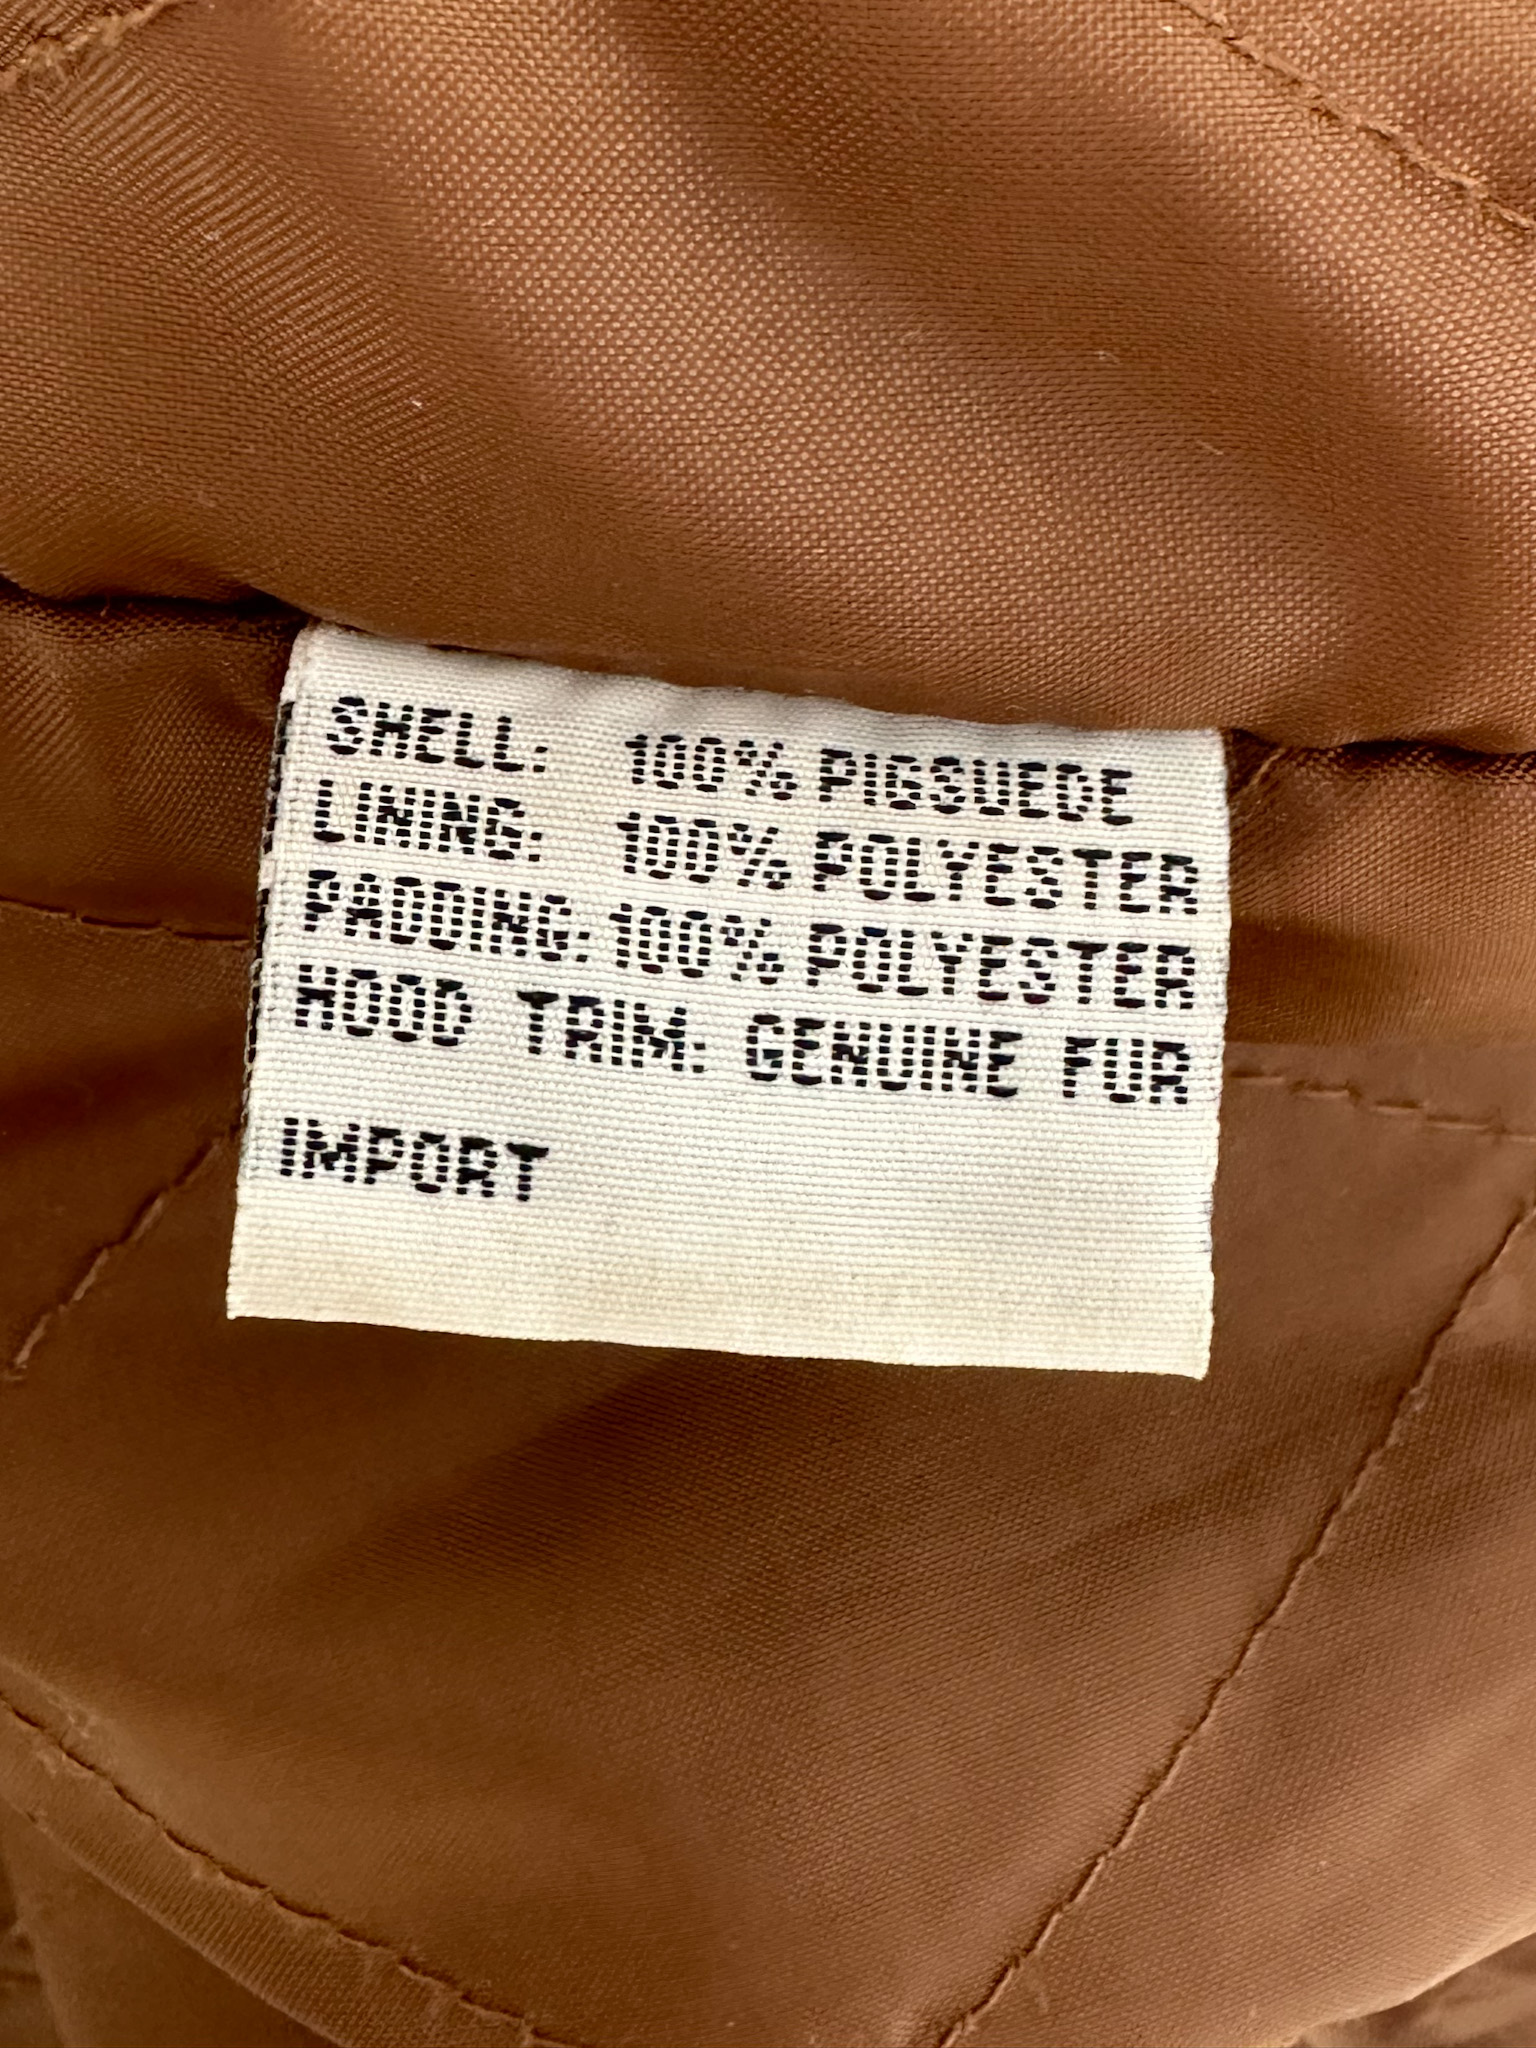 SHELL: 100% PIGSUEDE
LINING: 100% POLYESTER
PADDING: 100% POLYESTER
HOOD TRIM: GENUINE FUR
IMPORT